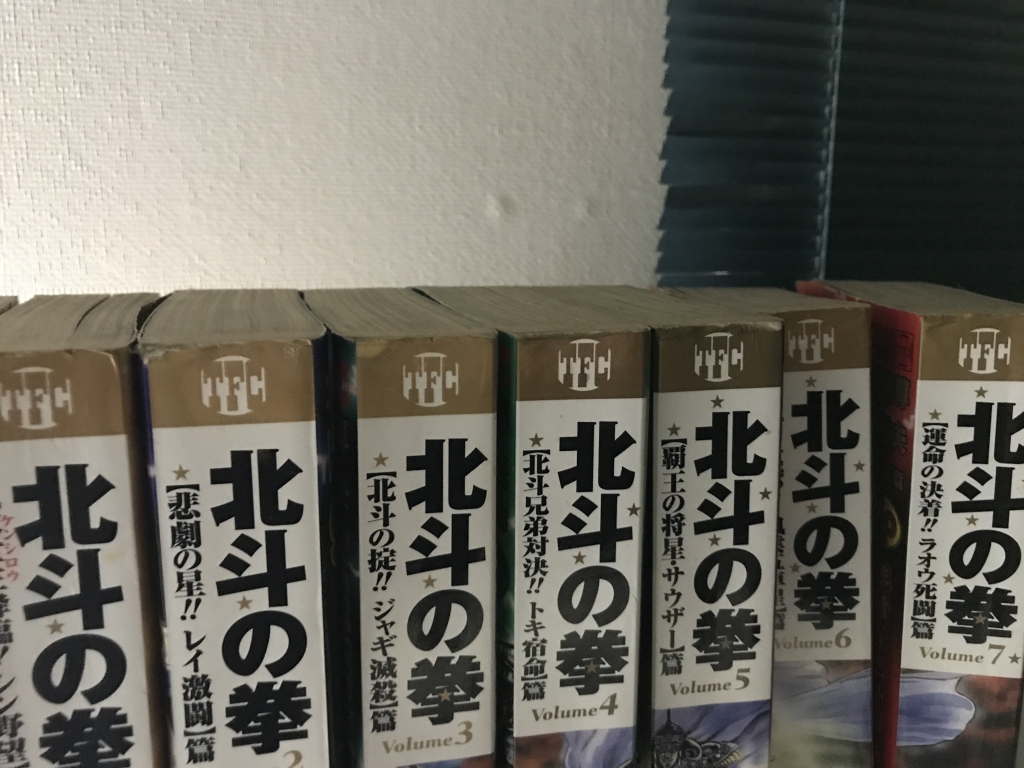 TFC
北斗の拳
ケンシロウ
TFC
北斗の拳
【悲劇の星!! レイ激闘】篇
2
TFC
北斗の拳
【北斗の掟!! ジャギ滅殺】篇
Volume 3
TFC
北斗の拳
【北斗兄弟対決!! トキ宿命】篇
Volume 4
TFC
北斗の拳
【覇王の将星・サウザー】篇
Volume 5
TFC
北斗の拳
Volume 6
TFC
北斗の拳
【運命の決着!! ラオウ死闘】篇
Volume 7